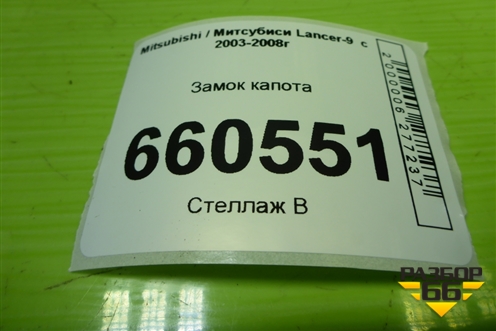 Mitsubishi / Митсубиси Lancer-9 с
2003-2008г
Замок капота
660551
Стеллаж В
2000006277237
РАЗБОР
66